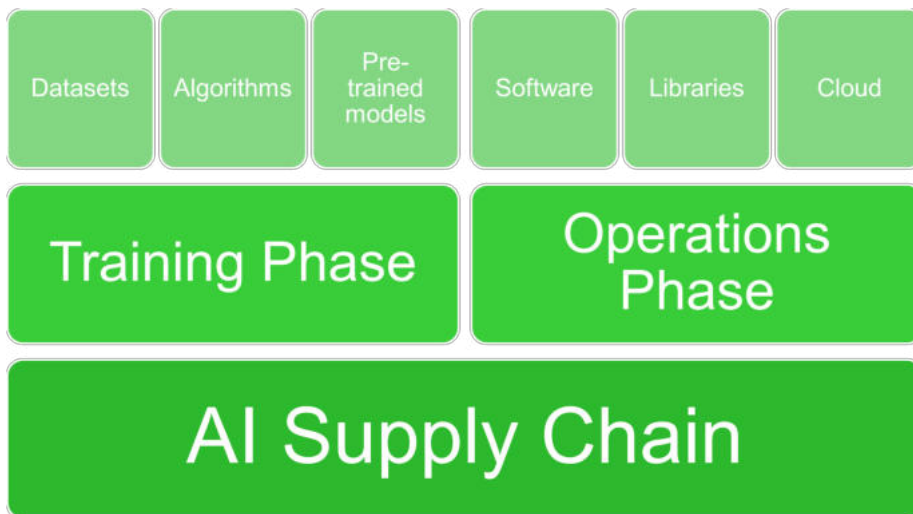 Datasets
Algorithms
Pre-
trained
models
Software
Libraries
Cloud
Training Phase
Operations
Phase
AI Supply Chain